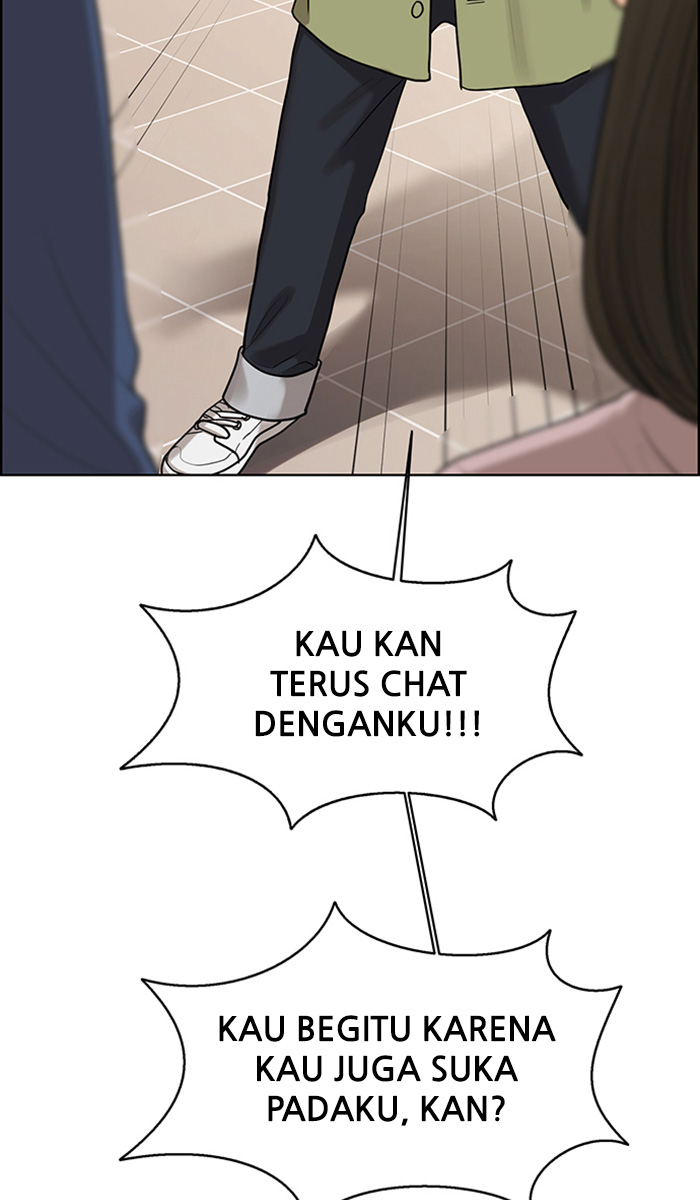 KAU KAN
TERUS CHAT
DENGANKU!!!
KAU BEGITU KARENA
KAU JUGA SUKA
PADAKU, KAN?